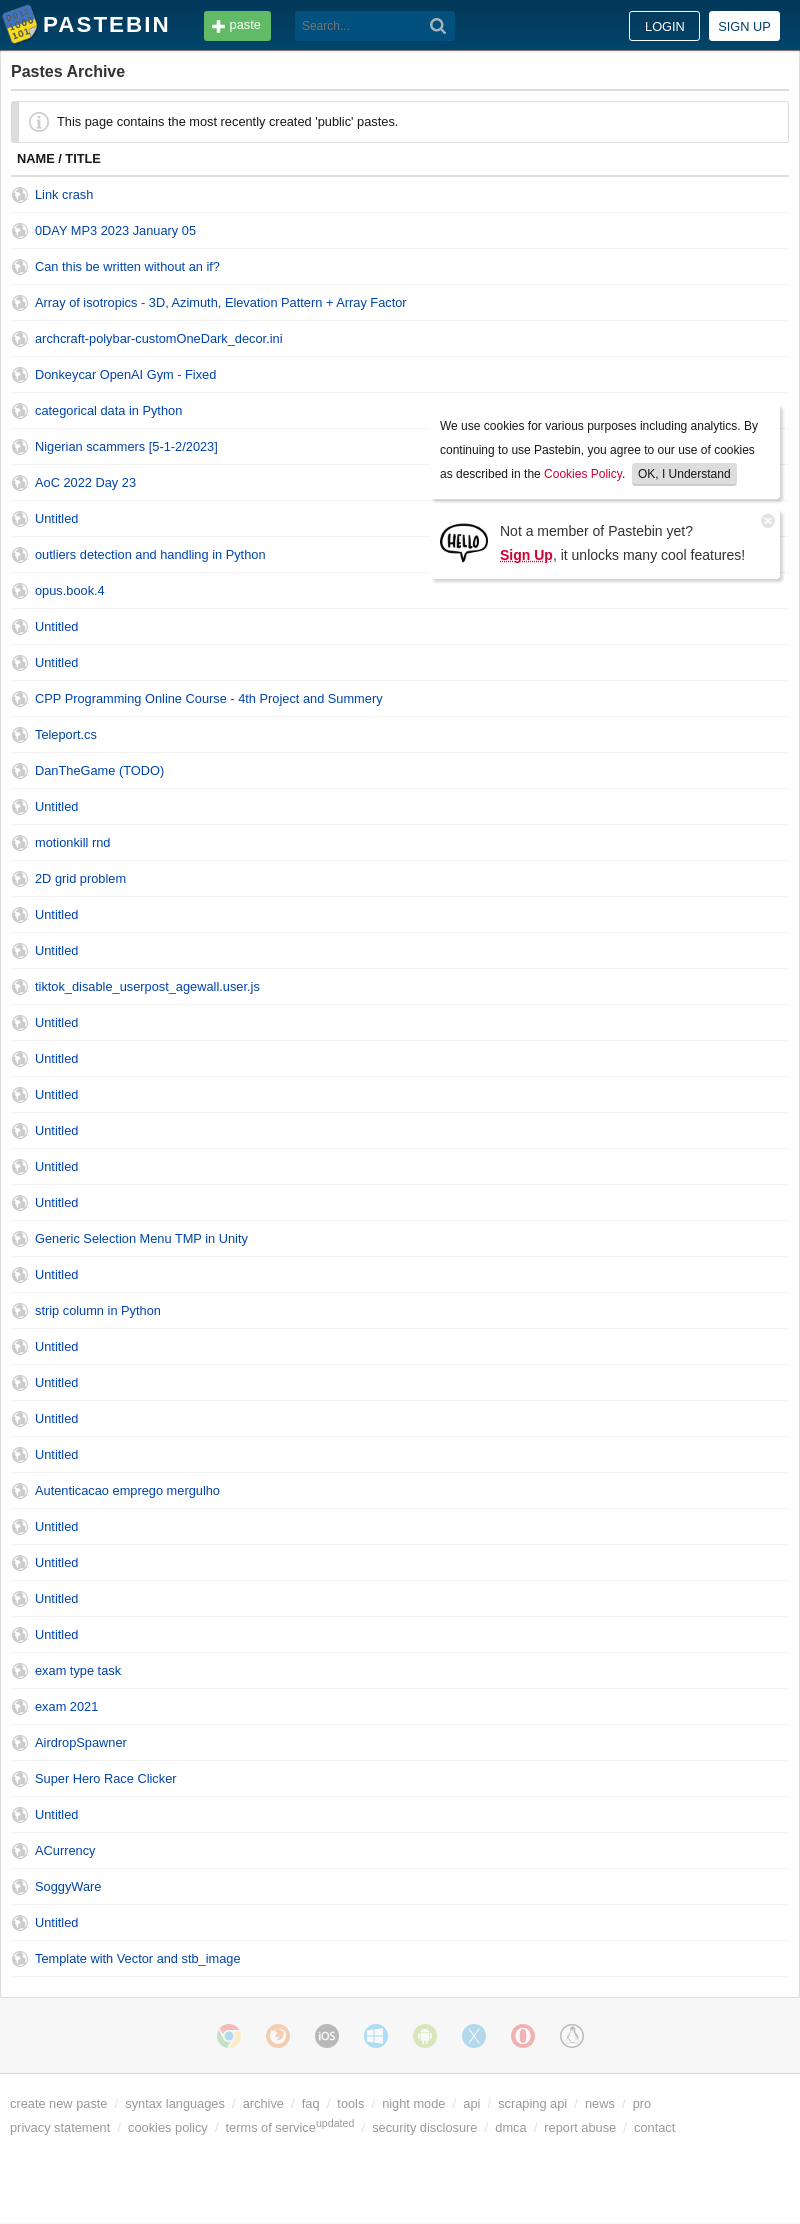 PASTEBIN paste Search... LOGIN SIGN UP
Pastes Archive
This page contains the most recently created 'public' pastes.
NAME / TITLE
Link crash
0DAY MP3 2023 January 05
Can this be written without an if?
Array of isotropics - 3D, Azimuth, Elevation Pattern + Array Factor
archcraft-polybar-customOneDark_decor.ini
Donkeycar OpenAI Gym - Fixed
categorical data in Python
Nigerian scammers [5-1-2/2023]
AoC 2022 Day 23
Untitled
outliers detection and handling in Python
opus.book.4
We use cookies for various purposes including analytics. By
continuing to use Pastebin, you agree to our use of cookies
as described in the Cookies Policy. OK, I Understand
HELLO
Not a member of Pastebin yet?
Sign Up, it unlocks many cool features!
Untitled
Untitled
CPP Programming Online Course - 4th Project and Summery
Teleport.cs
DanTheGame (TODO)
Untitled
motionkill rnd
2D grid problem
Untitled
Untitled
tiktok_disable_userpost_agewall.user.js
Untitled
Untitled
Untitled
Untitled
Untitled
Untitled
Generic Selection Menu TMP in Unity
Untitled
strip column in Python
Untitled
Untitled
Untitled
Untitled
Autenticacao emprego mergulho
Untitled
Untitled
Untitled
Untitled
exam type task
exam 2021
AirdropSpawner
Super Hero Race Clicker
Untitled
ACurrency
SoggyWare
Untitled
Template with Vector and stb_image
iOS
create new paste / syntax languages / archive / faq / tools / night mode / api / scraping api / news / pro
privacy statement / cookies policy / terms of service updated / security disclosure / dmca / report abuse / contact